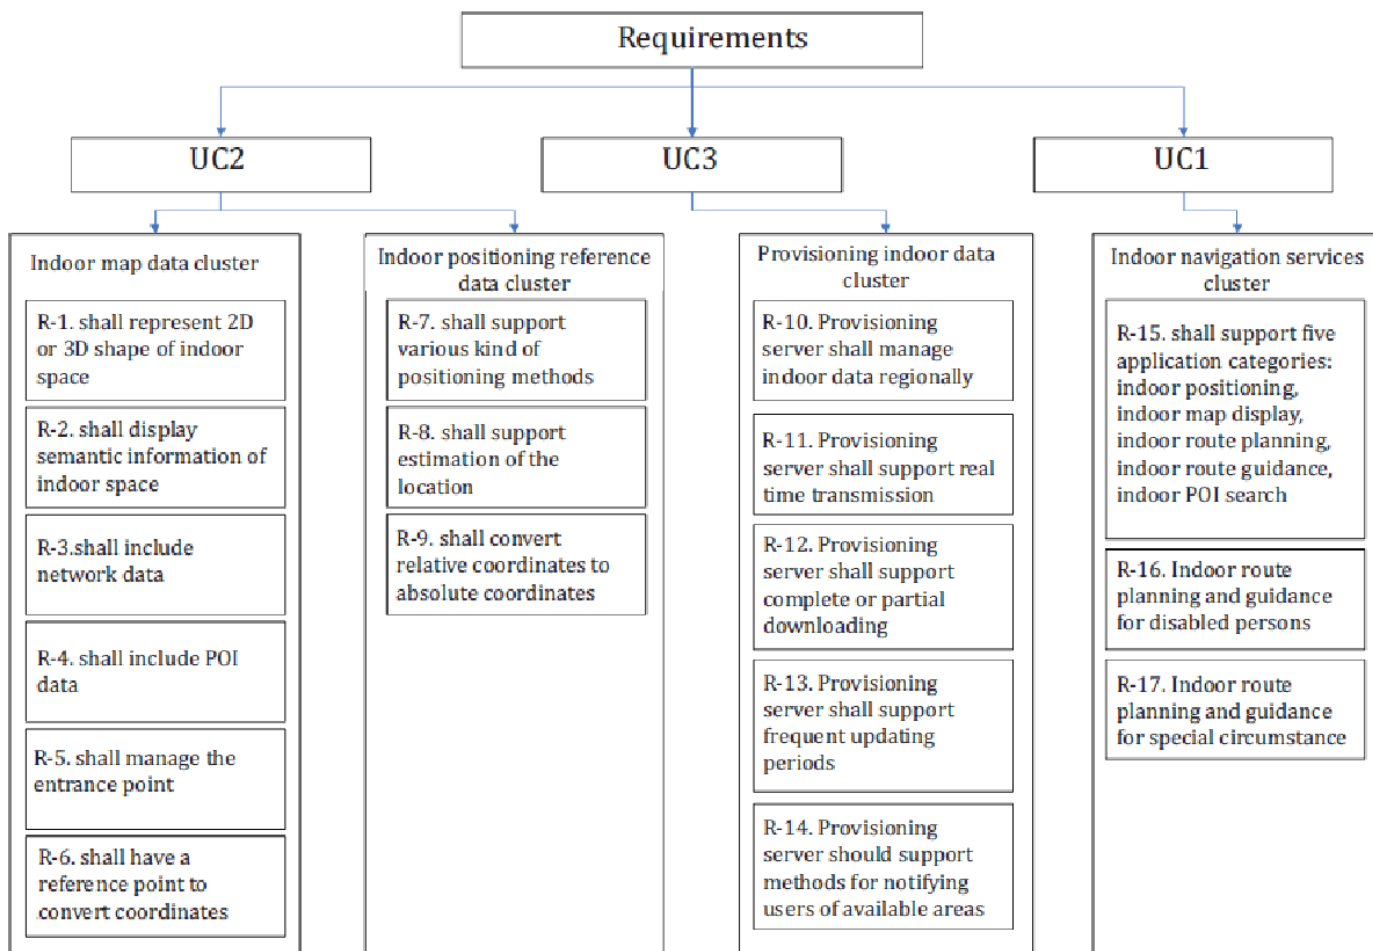 Requirements
UC2
UC3
UC1
Indoor map data cluster
R-1. shall represent 2D
or 3D shape of indoor
space
R-2. shall display
semantic information of
indoor space
R-3.shall include
network data
R-4. shall include POI
data
R-5. shall manage the
entrance point
R-6. shall have a
reference point to
convert coordinates
Indoor positioning reference
data cluster
R-7. shall support
various kind of
positioning methods
R-8. shall support
estimation of the
location
R-9. shall convert
relative coordinates to
absolute coordinates
Provisioning indoor data
cluster
R-10. Provisioning
server shall manage
indoor data regionally
R-11. Provisioning
server shall support real
time transmission
R-12. Provisioning
server shall support
complete or partial
downloading
R-13. Provisioning
server shall support
frequent updating
periods
R-14. Provisioning
server should support
methods for notifying
users of available areas
Indoor navigation services
cluster
R-15. shall support five
application categories:
indoor positioning,
indoor map display,
indoor route planning,
indoor route guidance,
indoor POI search
R-16. Indoor route
planning and guidance
for disabled persons
R-17. Indoor route
planning and guidance
for special circumstance